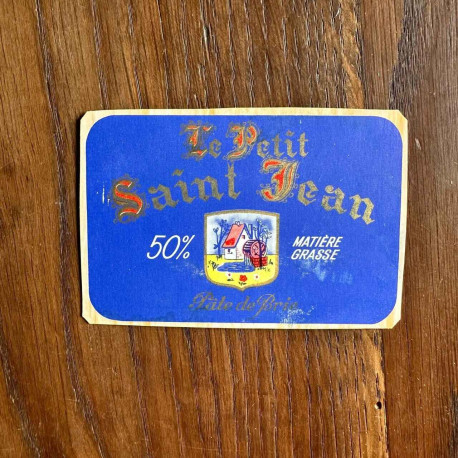 Le Petit
Saint Jean
50%
MATIÈRE
GRASSE
Pâte de Brie